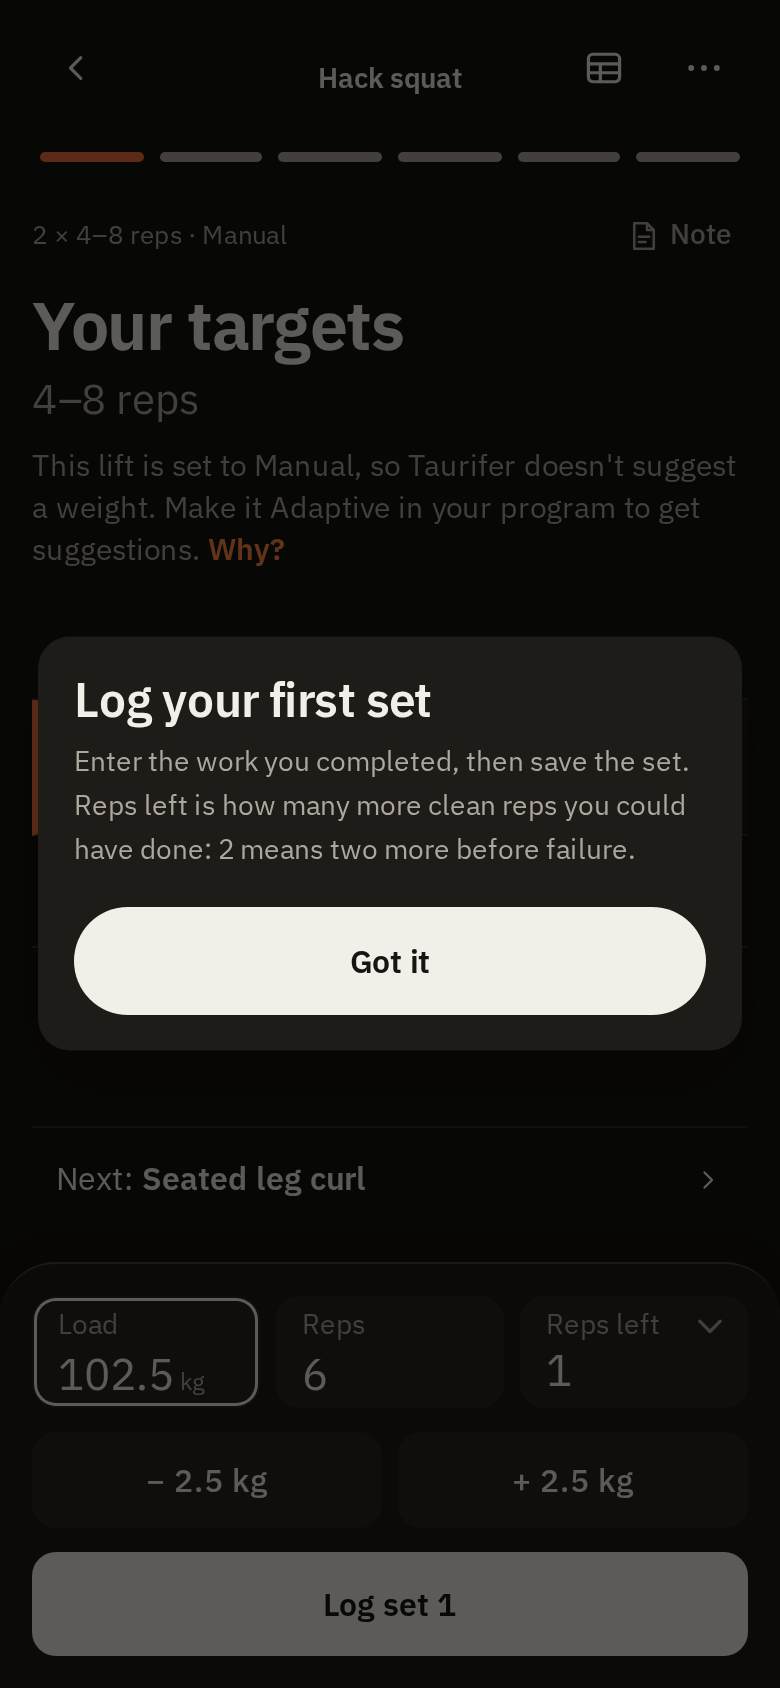 Hack squat
2 × 4–8 reps · Manual
Note
Your targets
4–8 reps
This lift is set to Manual, so Taurifer doesn't suggest
a weight. Make it Adaptive in your program to get
suggestions. Why?
Log your first set
Enter the work you completed, then save the set.
Reps left is how many more clean reps you could
have done: 2 means two more before failure.
Got it
Next: Seated leg curl
Load
102.5 kg
Reps
6
Reps left
1
– 2.5 kg
+ 2.5 kg
Log set 1